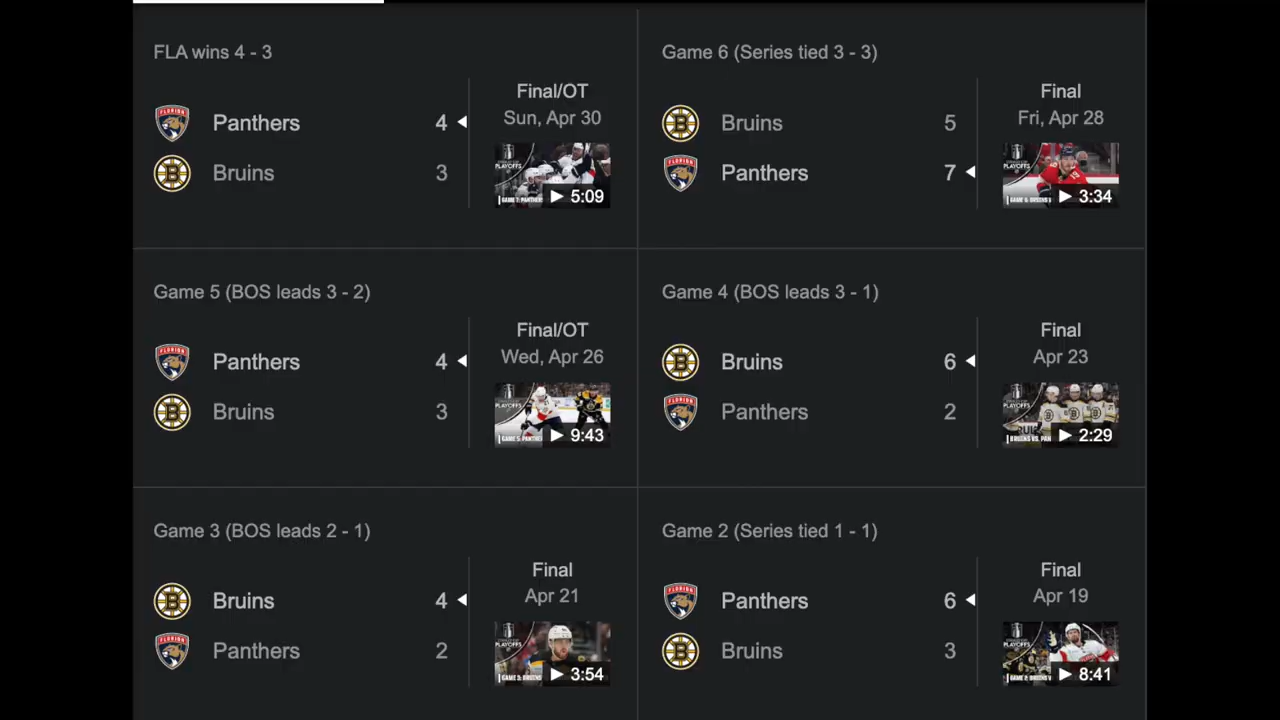 FLA wins 4 - 3
Final/OT
Sun, Apr 30
Panthers 4
Bruins 3
5:09
Game 6 (Series tied 3 - 3)
Final
Fri, Apr 28
Bruins 5
Panthers 7
3:34
Game 5 (BOS leads 3 - 2)
Final/OT
Wed, Apr 26
Panthers 4
Bruins 3
9:43
Game 4 (BOS leads 3 - 1)
Final
Apr 23
Bruins 6
Panthers 2
2:29
Game 3 (BOS leads 2 - 1)
Final
Apr 21
Bruins 4
Panthers 2
3:54
Game 2 (Series tied 1 - 1)
Final
Apr 19
Panthers 6
Bruins 3
8:41